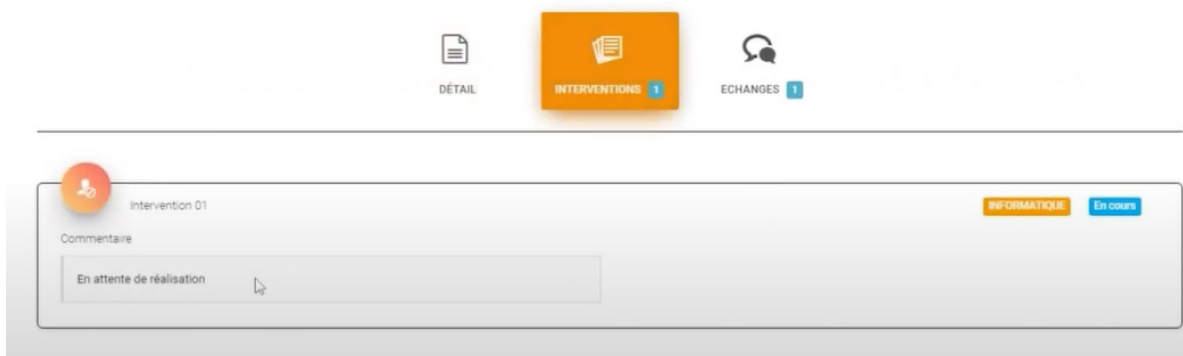 DÉTAIL
INTERVENTIONS 1
ECHANGES 1
Intervention 01
INFORMATIQUE
En cours
Commentaire
En attente de réalisation